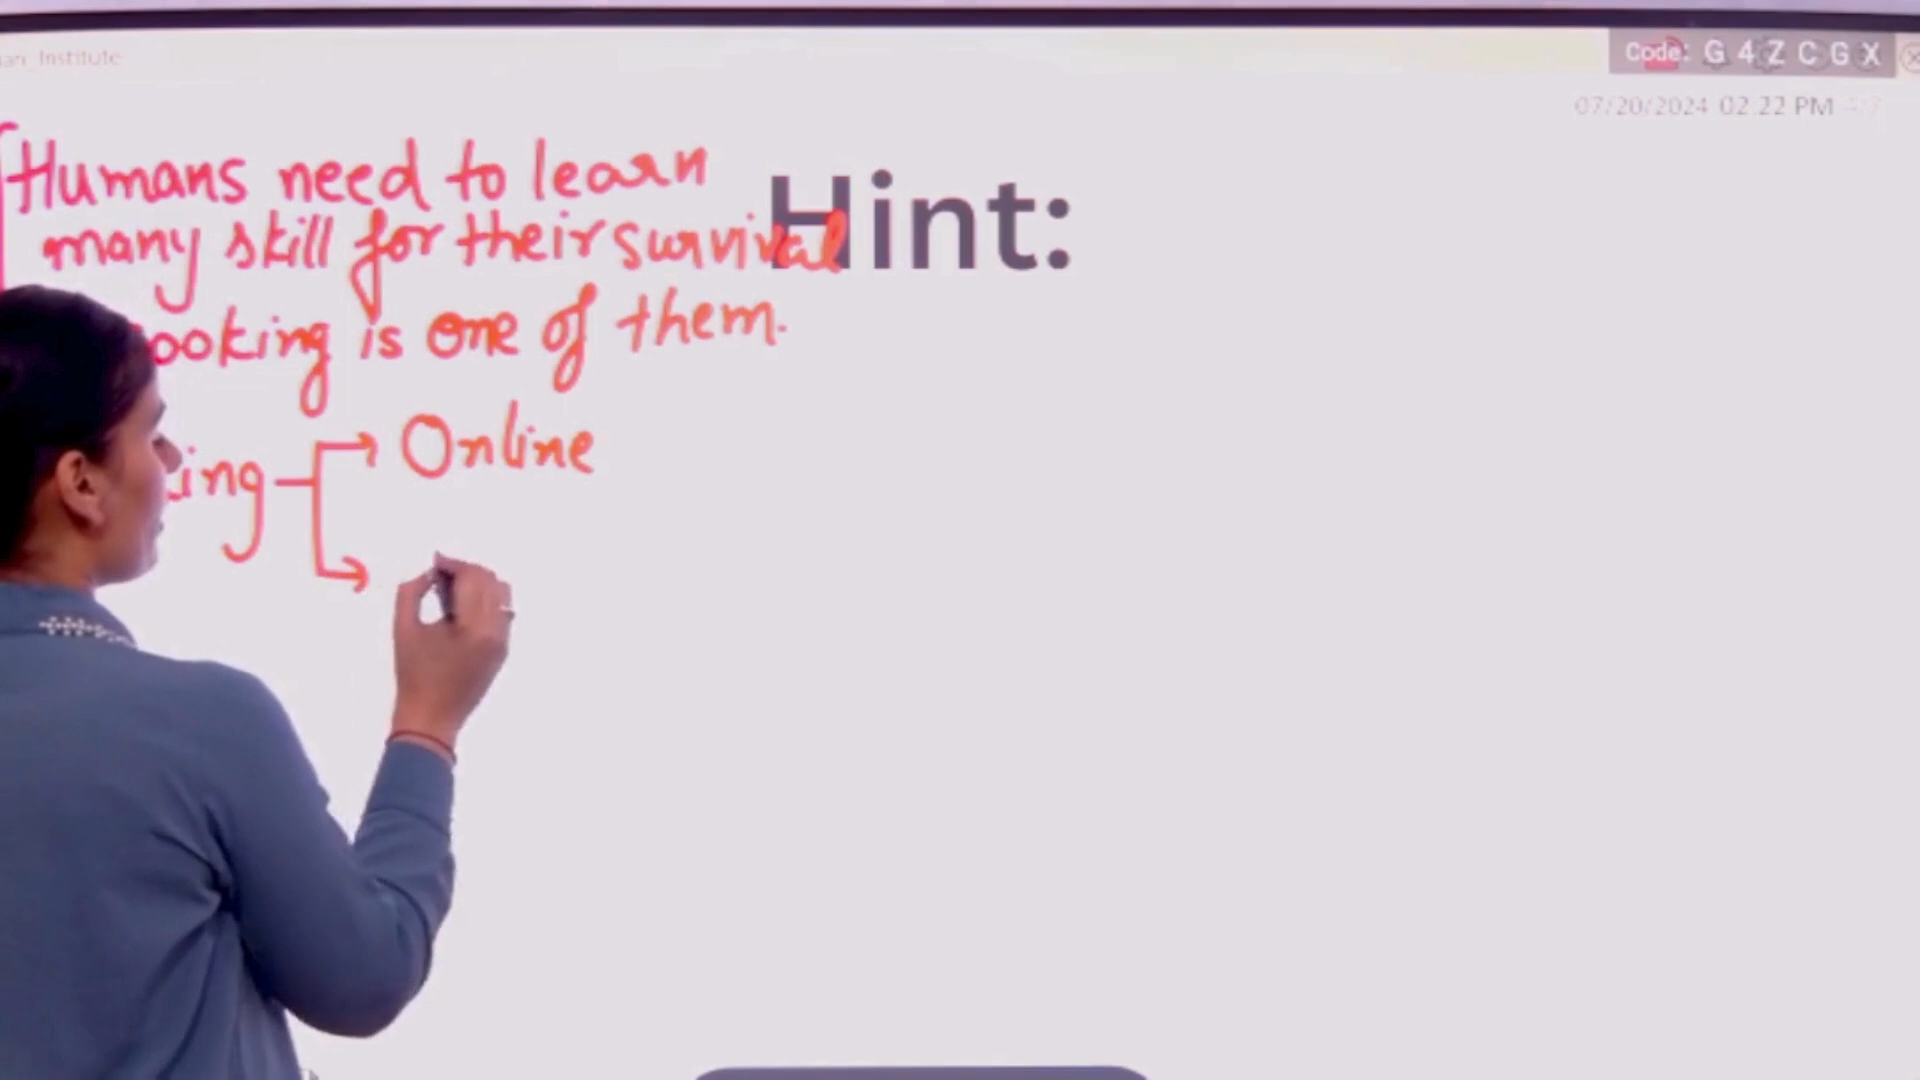 Institute
Code: G 4 Z C G X
07/20/2024 02:22 PM
Hint:
Humans need to learn
many skill for their survival
ooking is one of them.
ing
Online